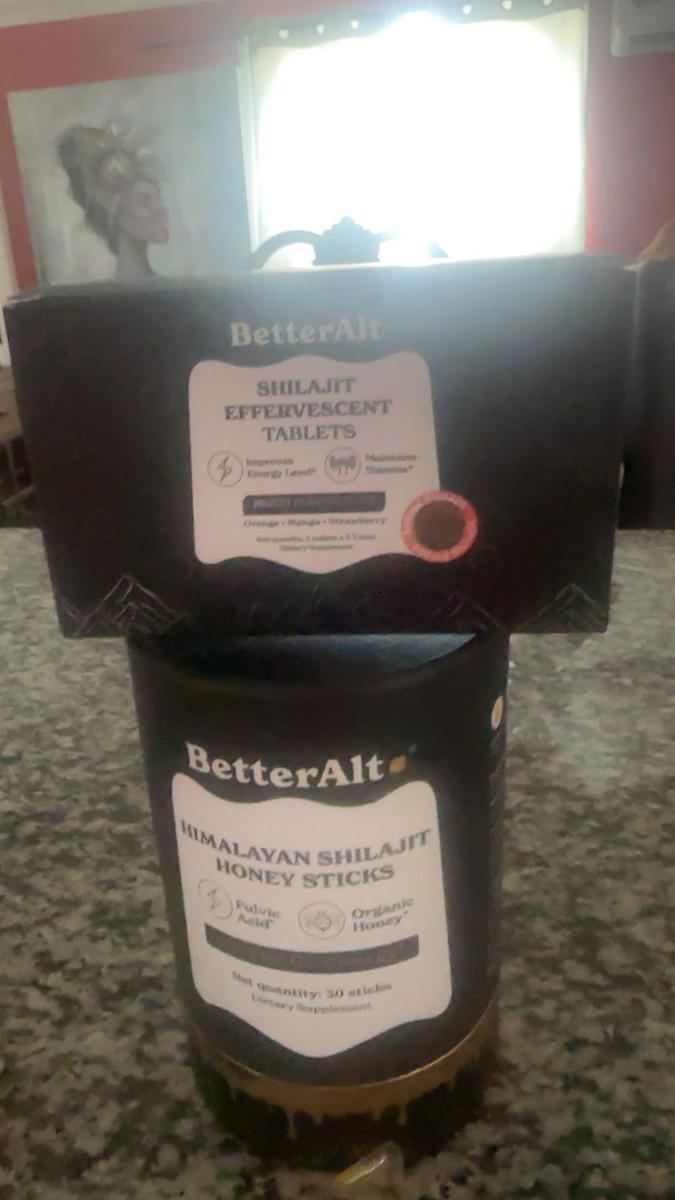 BetterAlt
SHILAJIT
EFFERVESCENT
TABLETS
Improves
Energy Level*
Maintains
Stamina*
Orange • Mango • Strawberry
Dietary Supplement
BetterAlt
HIMALAYAN SHILAJIT
HONEY STICKS
Fulvic
Acid*
Organic
Honey*
Net quantity: 30 sticks
Dietary Supplement